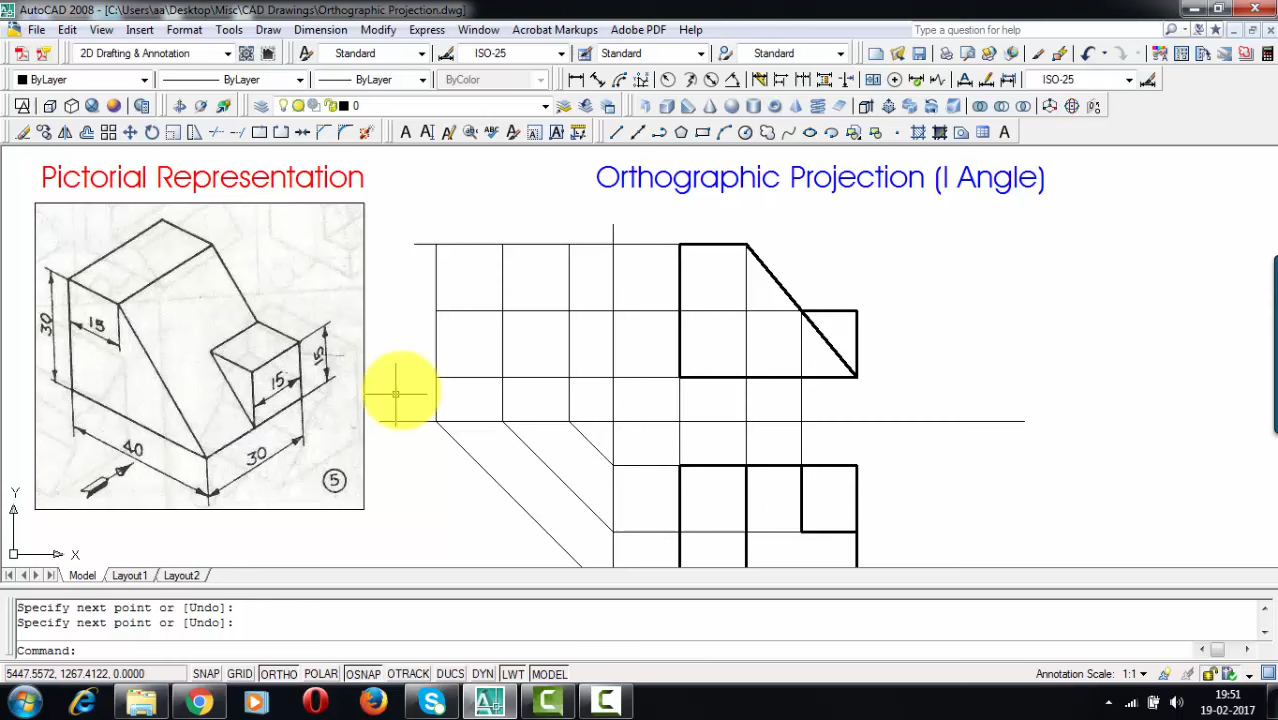 AutoCAD 2008 - [C:\Users\aa\Desktop\Misc\CAD Drawings\Orthographic Projection.dwg]
File Edit View Insert Format Tools Draw Dimension Modify Express Window Acrobat Markups Adobe PDF Help
Type a question for help
2D Drafting & Annotation Standard ISO-25 Standard Standard
ByLayer ByLayer ByLayer ByColor ISO-25
0
Pictorial Representation
Orthographic Projection (I Angle)
30
15
15
15
40
30
5
Y
X
Model Layout1 Layout2
Specify next point or [Undo]:
Specify next point or [Undo]:
Command:
5447.5572, 1267.4122, 0.0000 SNAP GRID ORTHO POLAR OSNAP OTRACK DUCS DYN LWT MODEL Annotation Scale: 1:1
19:51
19-02-2017